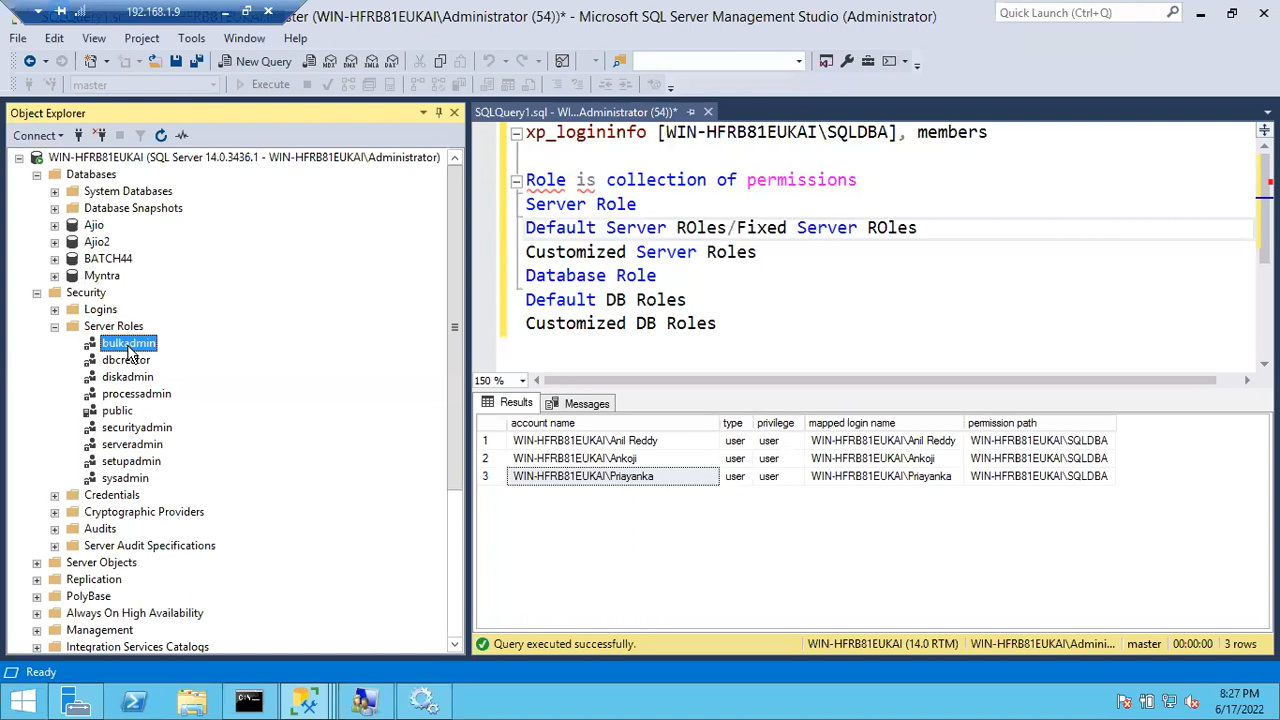 192.168.1.9
master (WIN-HFRB81EUKAI\Administrator (54))* - Microsoft SQL Server Management Studio (Administrator)
Quick Launch (Ctrl+Q)
File Edit View Project Tools Window Help
New Query
MDX DMX XMLA DAX
master
Execute
Object Explorer
Connect
WIN-HFRB81EUKAI (SQL Server 14.0.3436.1 - WIN-HFRB81EUKAI\Administrator)
Databases
System Databases
Database Snapshots
Ajio
Ajio2
BATCH44
Myntra
Security
Logins
Server Roles
bulkadmin
dbcreator
diskadmin
processadmin
public
securityadmin
serveradmin
setupadmin
sysadmin
Credentials
Cryptographic Providers
Audits
Server Audit Specifications
Server Objects
Replication
PolyBase
Always On High Availability
Management
Integration Services Catalogs
SQLQuery1.sql - WI...Administrator (54))*
xp_logininfo [WIN-HFRB81EUKAI\SQLDBA], members
Role is collection of permissions
Server Role
Default Server ROles/Fixed Server ROles
Customized Server Roles
Database Role
Default DB Roles
Customized DB Roles
150 %
Results Messages
account name type privilege mapped login name permission path
1 WIN-HFRB81EUKAI\Anil Reddy user user WIN-HFRB81EUKAI\Anil Reddy WIN-HFRB81EUKAI\SQLDBA
2 WIN-HFRB81EUKAI\Ankoji user user WIN-HFRB81EUKAI\Ankoji WIN-HFRB81EUKAI\SQLDBA
3 WIN-HFRB81EUKAI\Priayanka user user WIN-HFRB81EUKAI\Priayanka WIN-HFRB81EUKAI\SQLDBA
Query executed successfully. WIN-HFRB81EUKAI (14.0 RTM) WIN-HFRB81EUKAI\Admini... master 00:00:00 3 rows
Ready
8:27 PM
6/17/2022